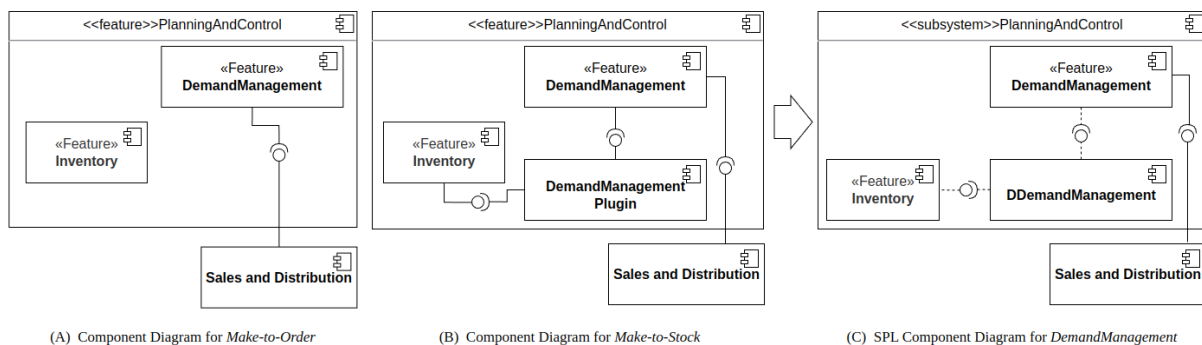 <<feature>>PlanningAndControl
«Feature»
DemandManagement
«Feature»
Inventory
Sales and Distribution
(A) Component Diagram for Make-to-Order
<<feature>>PlanningAndControl
«Feature»
DemandManagement
«Feature»
Inventory
DemandManagement
Plugin
Sales and Distribution
(B) Component Diagram for Make-to-Stock
<<subsystem>>PlanningAndControl
«Feature»
DemandManagement
«Feature»
Inventory
DDemandManagement
Sales and Distribution
(C) SPL Component Diagram for DemandManagement